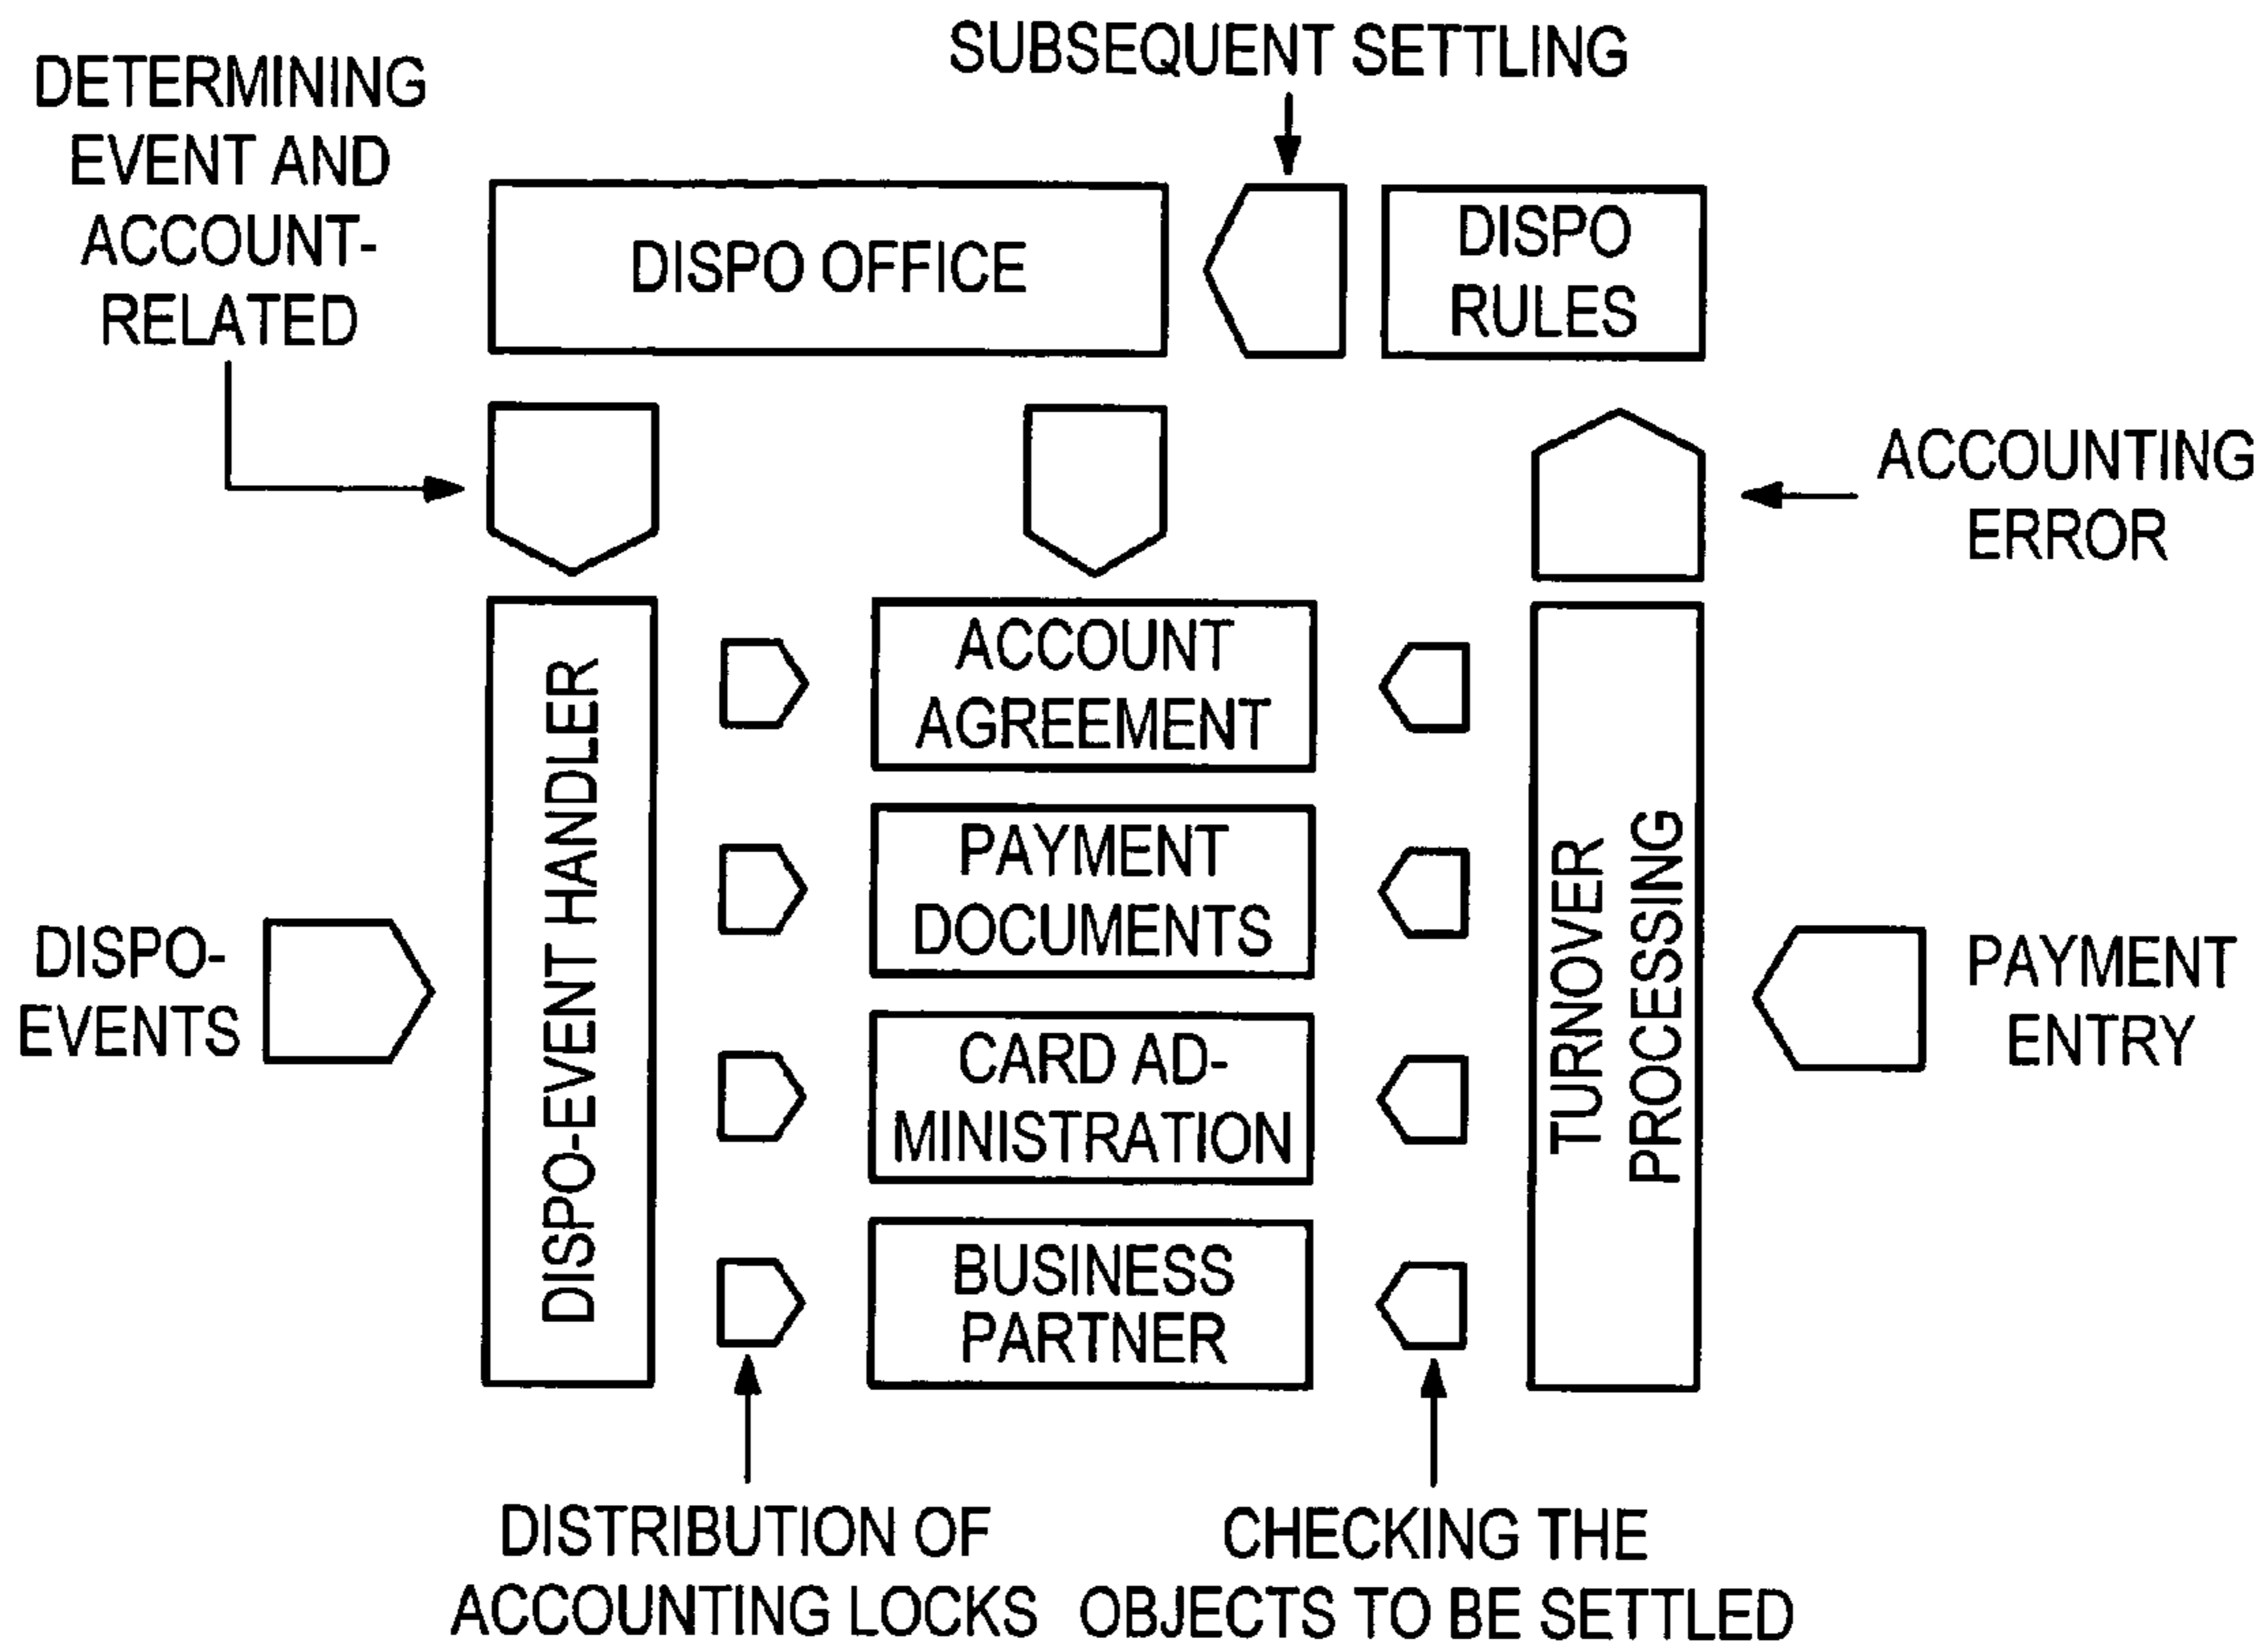 SUBSEQUENT SETTLING
DETERMINING
EVENT AND
ACCOUNT-
RELATED
DISPO OFFICE
DISPO
RULES
ACCOUNTING
ERROR
DISPO-EVENT HANDLER
ACCOUNT
AGREEMENT
PAYMENT
DOCUMENTS
CARD AD-
MINISTRATION
BUSINESS
PARTNER
TURNOVER
PROCESSING
DISPO-
EVENTS
PAYMENT
ENTRY
DISTRIBUTION OF
ACCOUNTING LOCKS
CHECKING THE
OBJECTS TO BE SETTLED